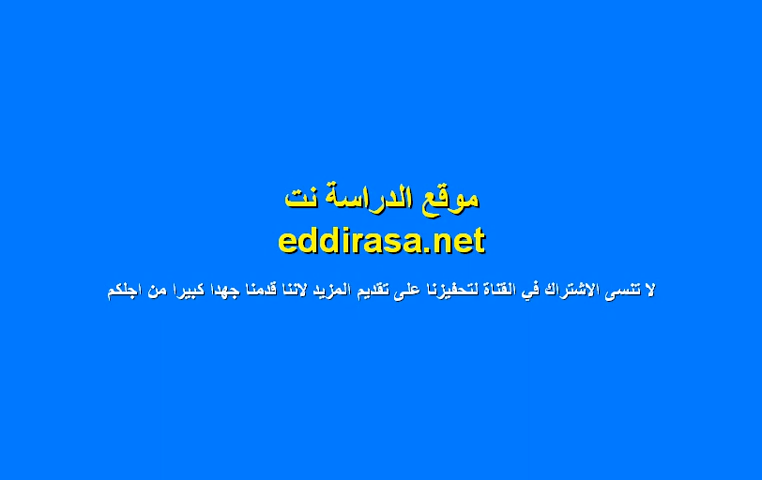 موقع الدراسة نت
eddirasa.net
لا تنسى الاشتراك في القناة لتحفيزنا على تقديم المزيد لاننا قدمنا جهدا كبيرا من اجلكم